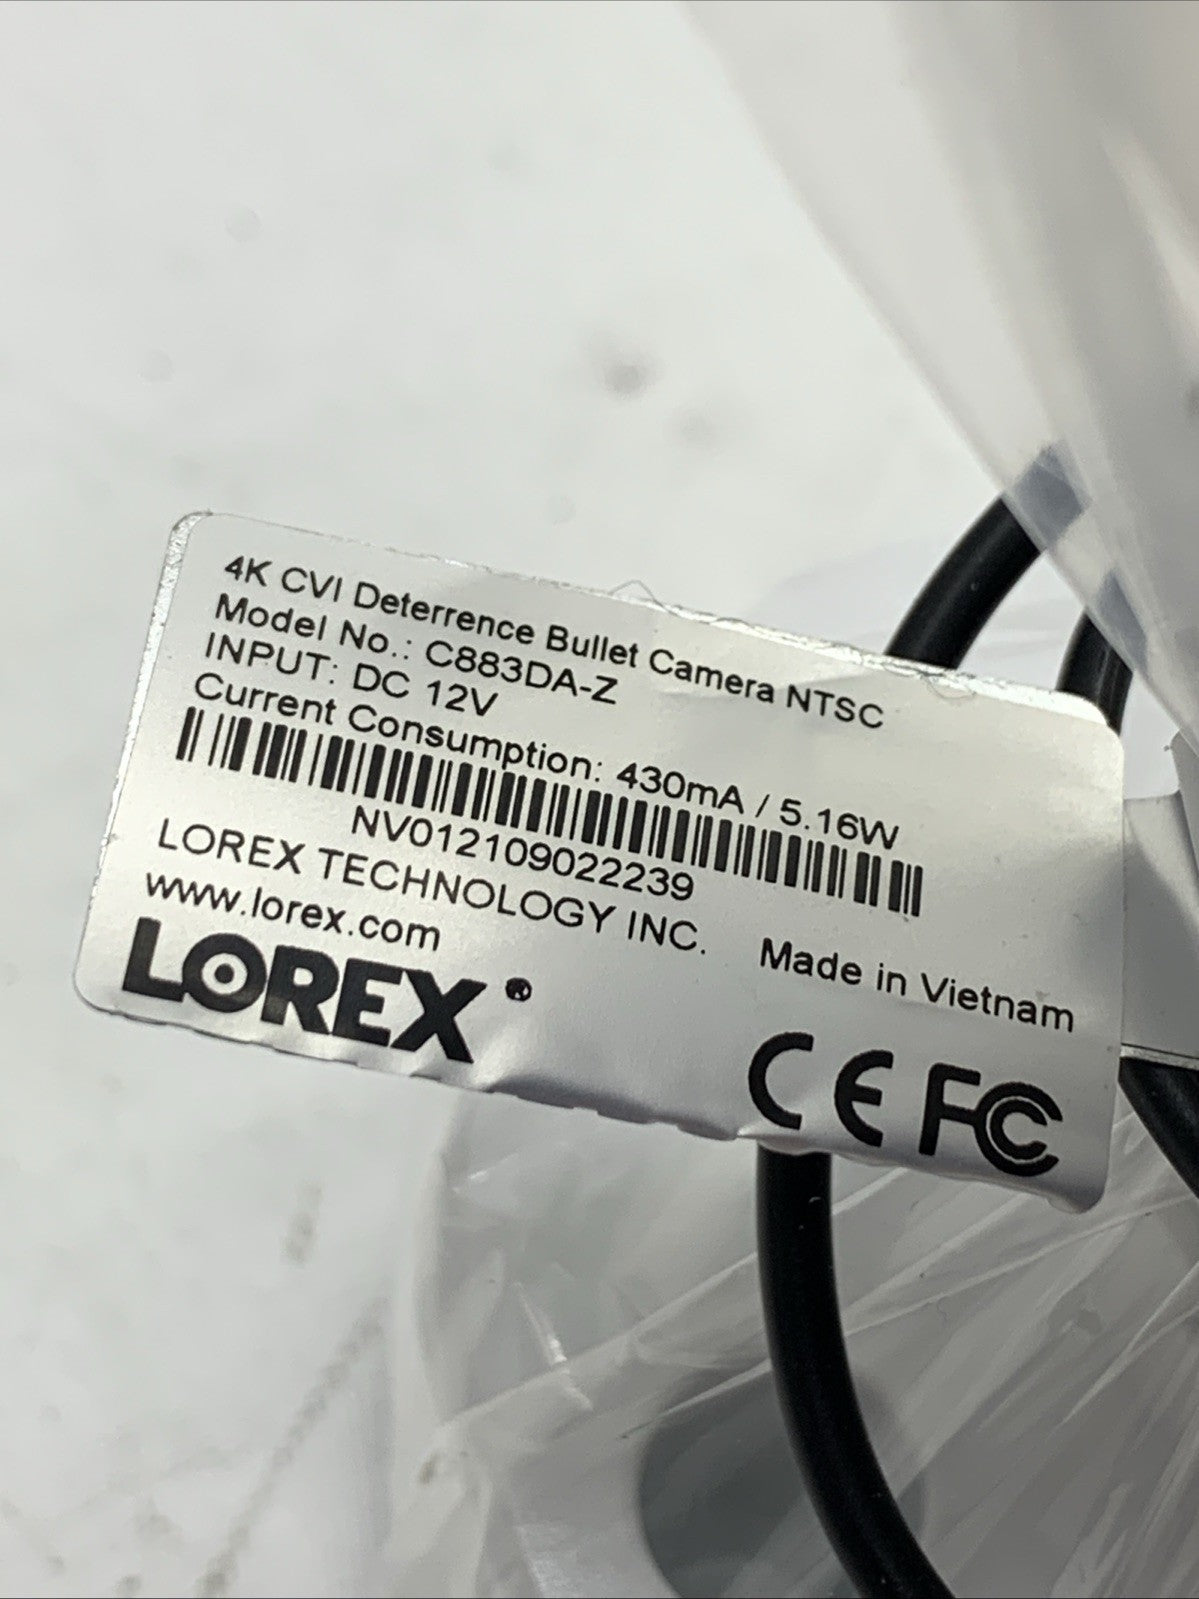 4K CVI Deterrence Bullet Camera NTSC
Model No.: C883DA-Z
INPUT: DC 12V
Current Consumption: 430mA / 5.16W
NV012109022239
LOREX TECHNOLOGY INC. Made in Vietnam
www.lorex.com
LOREX®
CE FC